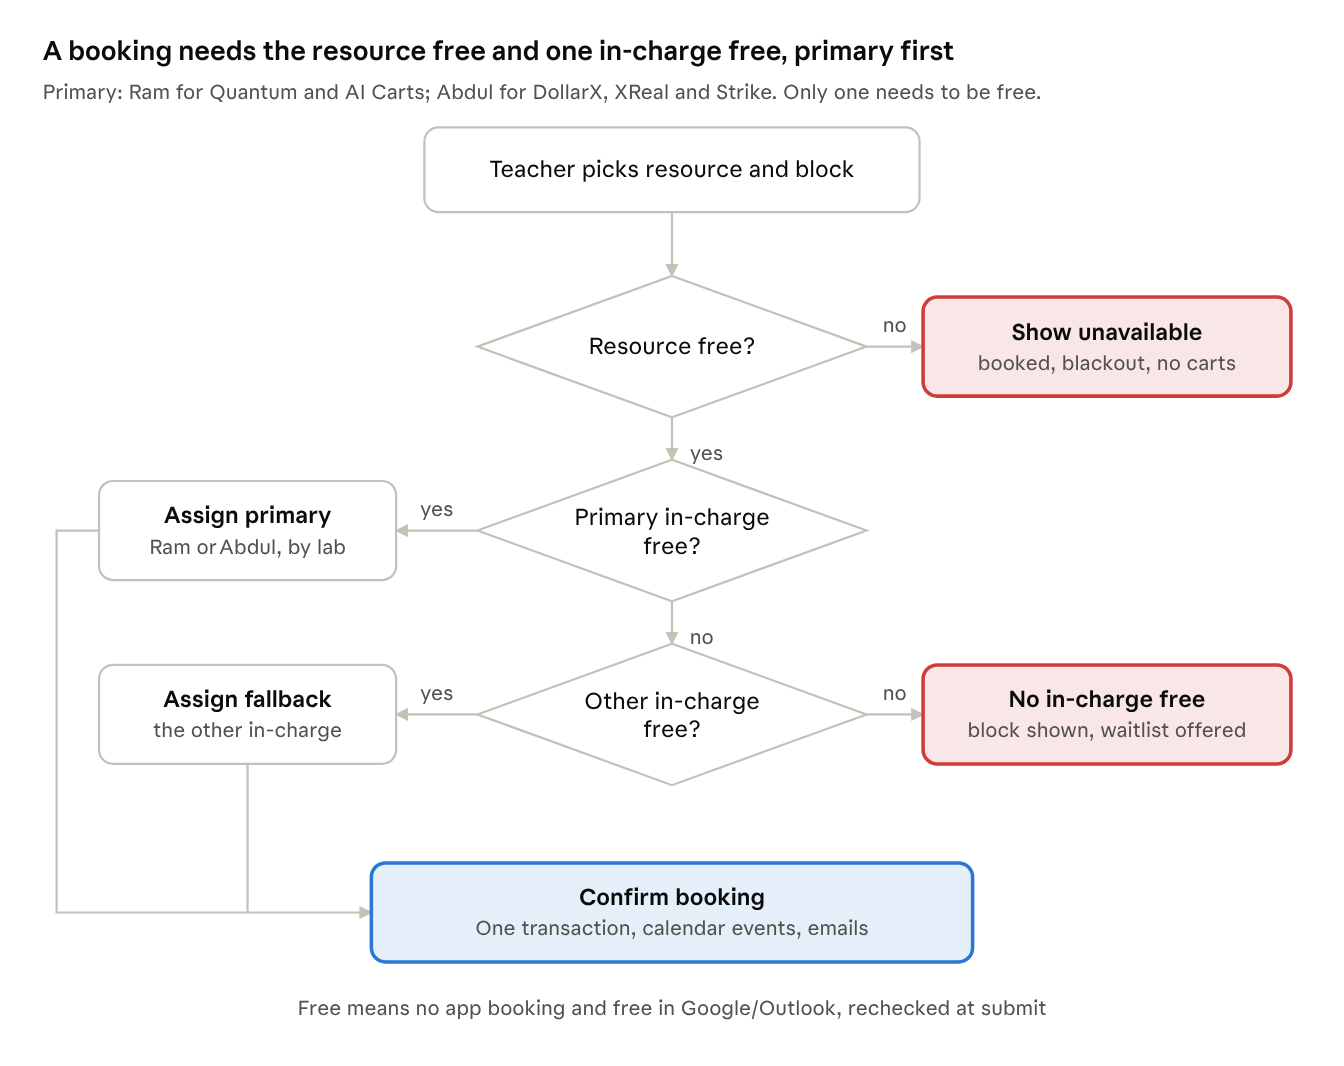 A booking needs the resource free and one in-charge free, primary first
Primary: Ram for Quantum and AI Carts; Abdul for DollarX, XReal and Strike. Only one needs to be free.
Teacher picks resource and block
Resource free?
no
Show unavailable
booked, blackout, no carts
yes
Primary in-charge
free?
yes
Assign primary
Ram or Abdul, by lab
no
Other in-charge
free?
yes
Assign fallback
the other in-charge
no
No in-charge free
block shown, waitlist offered
Confirm booking
One transaction, calendar events, emails
Free means no app booking and free in Google/Outlook, rechecked at submit